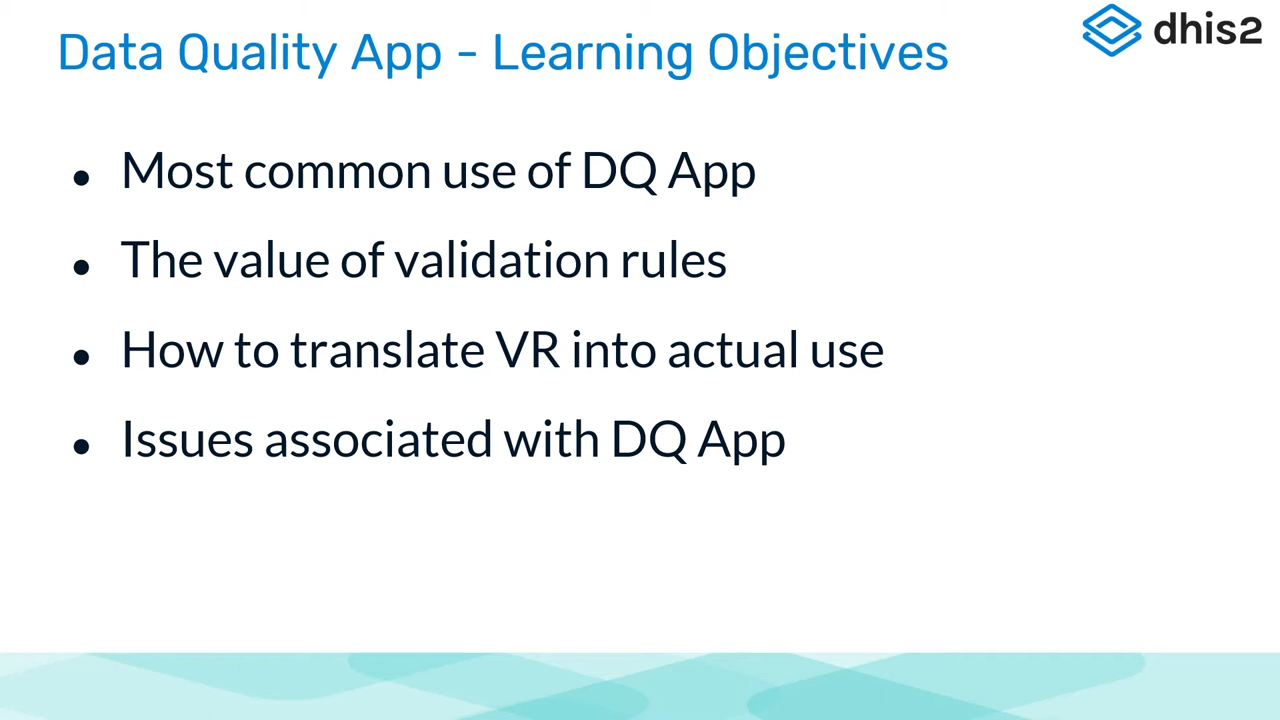 Data Quality App - Learning Objectives
dhis2
● Most common use of DQ App
● The value of validation rules
● How to translate VR into actual use
● Issues associated with DQ App